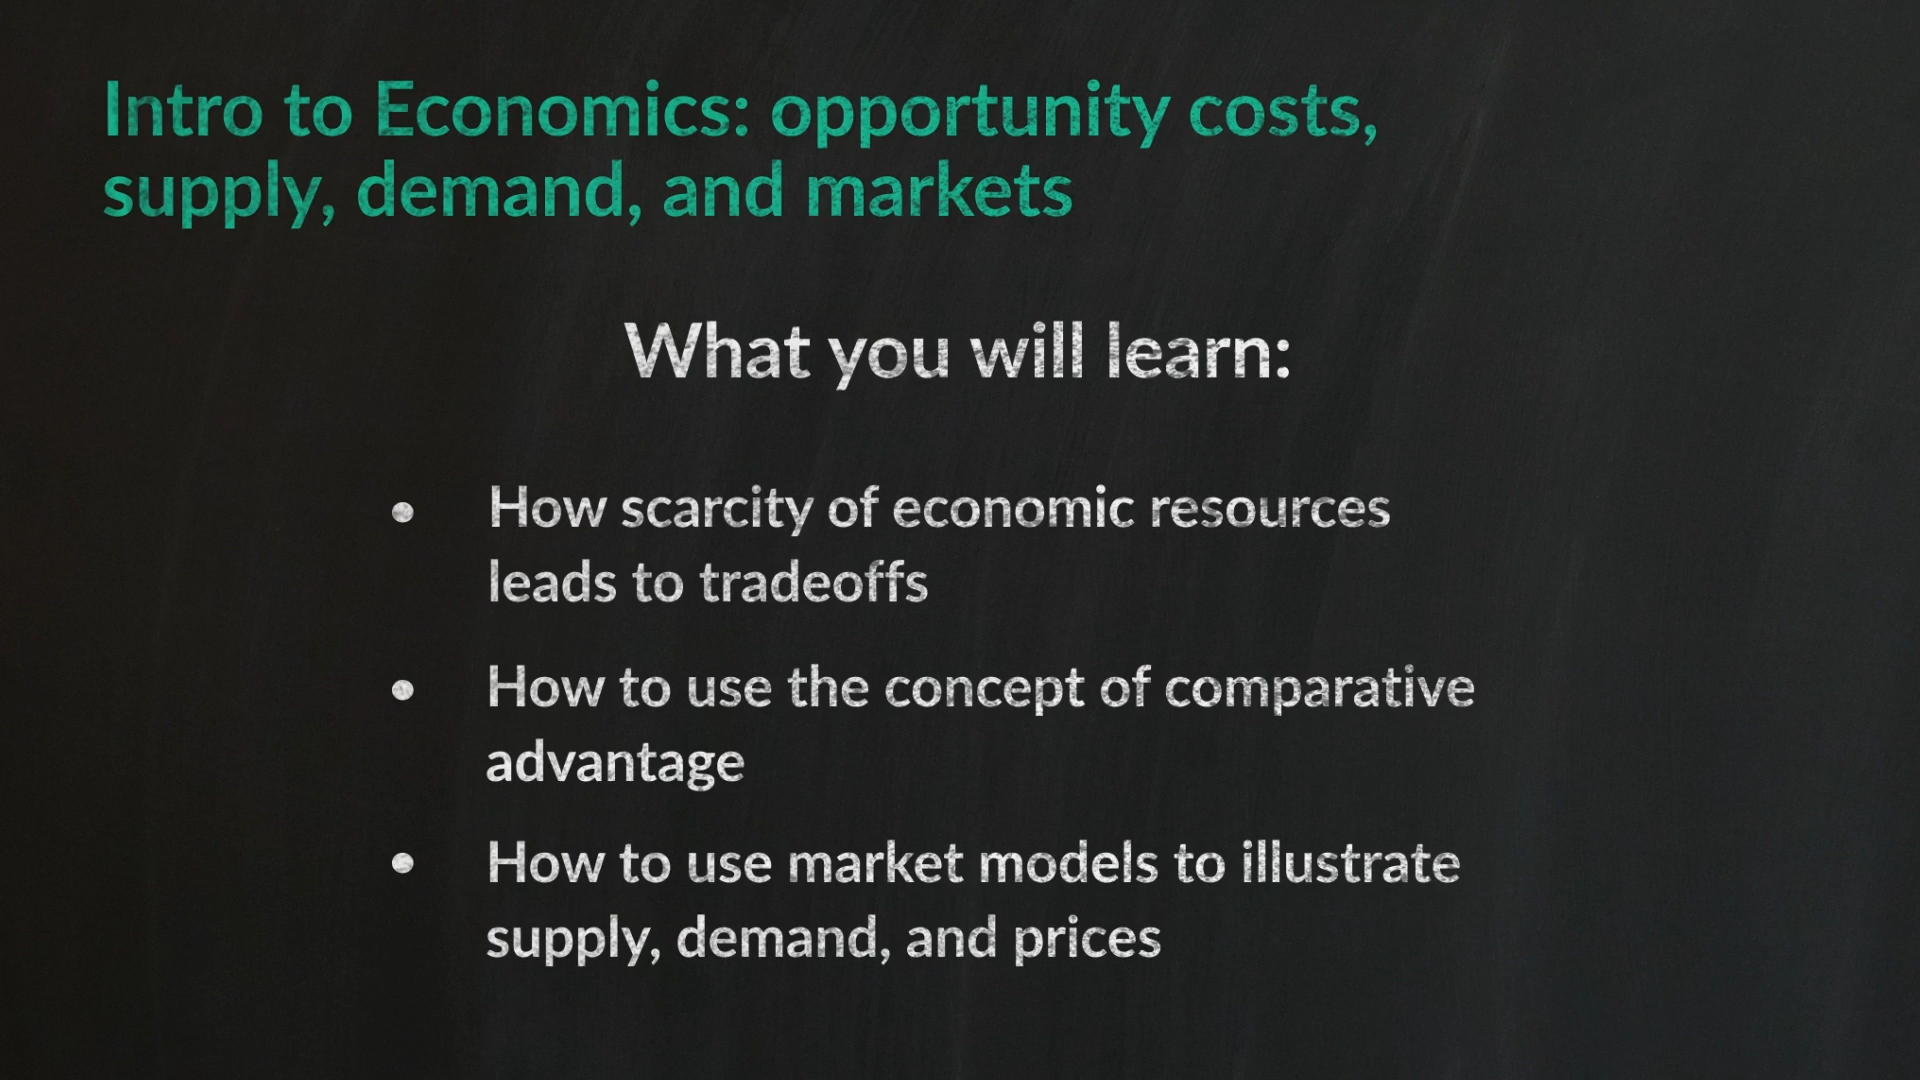 Intro to Economics: opportunity costs,
supply, demand, and markets
What you will learn:
• How scarcity of economic resources
leads to tradeoffs
• How to use the concept of comparative
advantage
• How to use market models to illustrate
supply, demand, and prices